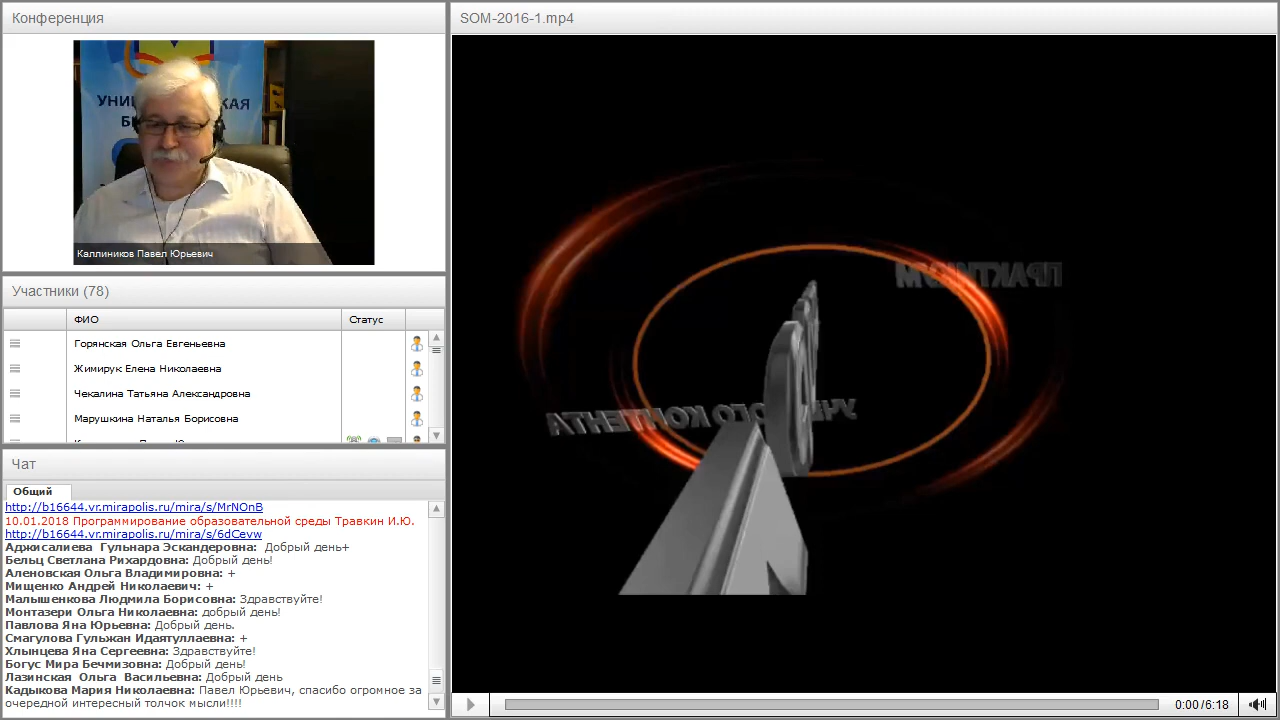 Конференция
УНИ КАЯ
Каллиников Павел Юрьевич
Участники (78)
ФИО
Статус
Горянская Ольга Евгеньевна
Жимирук Елена Николаевна
Чекалина Татьяна Александровна
Марушкина Наталья Борисовна
Чат
Общий
http://b16644.vr.mirapolis.ru/mira/s/MrNOnB
10.01.2018 Программирование образовательной среды Травкин И.Ю.
http://b16644.vr.mirapolis.ru/mira/s/6dCevw
Аджисалиева Гульнара Эскандеровна: Добрый день+
Бельц Светлана Рихардовна: Добрый день!
Аленовская Ольга Владимировна: +
Мищенко Андрей Николаевич: +
Малышенкова Людмила Борисовна: Здравствуйте!
Монтазери Ольга Николаевна: добрый день!
Павлова Яна Юрьевна: Добрый день.
Смагулова Гульжан Идаятуллаевна: +
Хлынцева Яна Сергеевна: Здравствуйте!
Богус Мира Бечмизовна: Добрый день!
Лазинская Ольга Васильевна: Добрый день
Кадыкова Мария Николаевна: Павел Юрьевич, спасибо огромное за
очередной интересный толчок мысли!!!!
SOM-2016-1.mp4
ПРАКТИКУМ
КОНТЕНТА
0:00/6:18